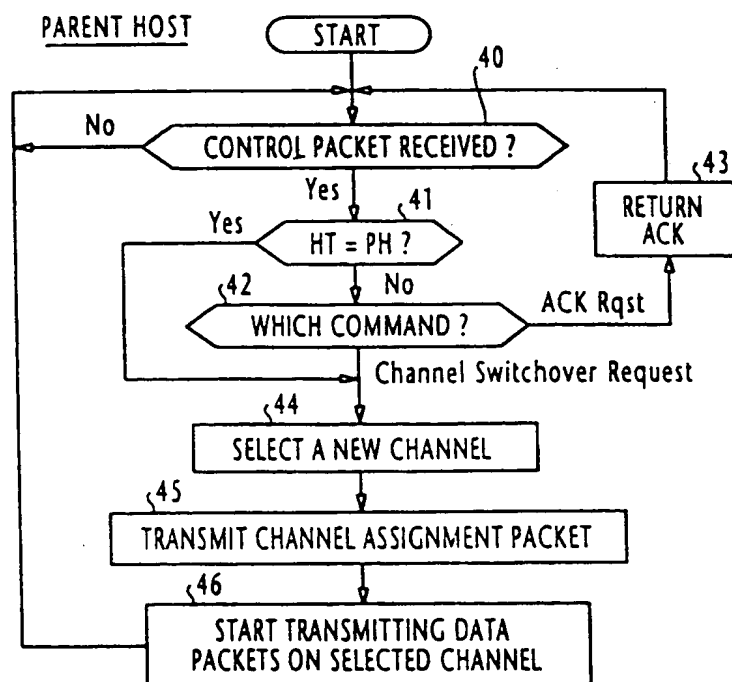 PARENT HOST
START
40
No
CONTROL PACKET RECEIVED ?
43
Yes
41
RETURN
ACK
Yes
HT = PH ?
No
42
ACK Rqst
WHICH COMMAND ?
Channel Switchover Request
44
SELECT A NEW CHANNEL
45
TRANSMIT CHANNEL ASSIGNMENT PACKET
46
START TRANSMITTING DATA
PACKETS ON SELECTED CHANNEL